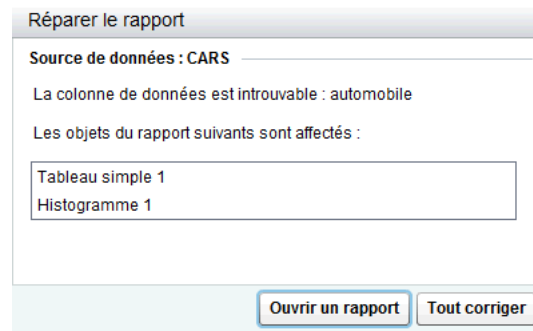 Réparer le rapport
Source de données : CARS
La colonne de données est introuvable : automobile
Les objets du rapport suivants sont affectés :
Tableau simple 1
Histogramme 1
Ouvrir un rapport Tout corriger